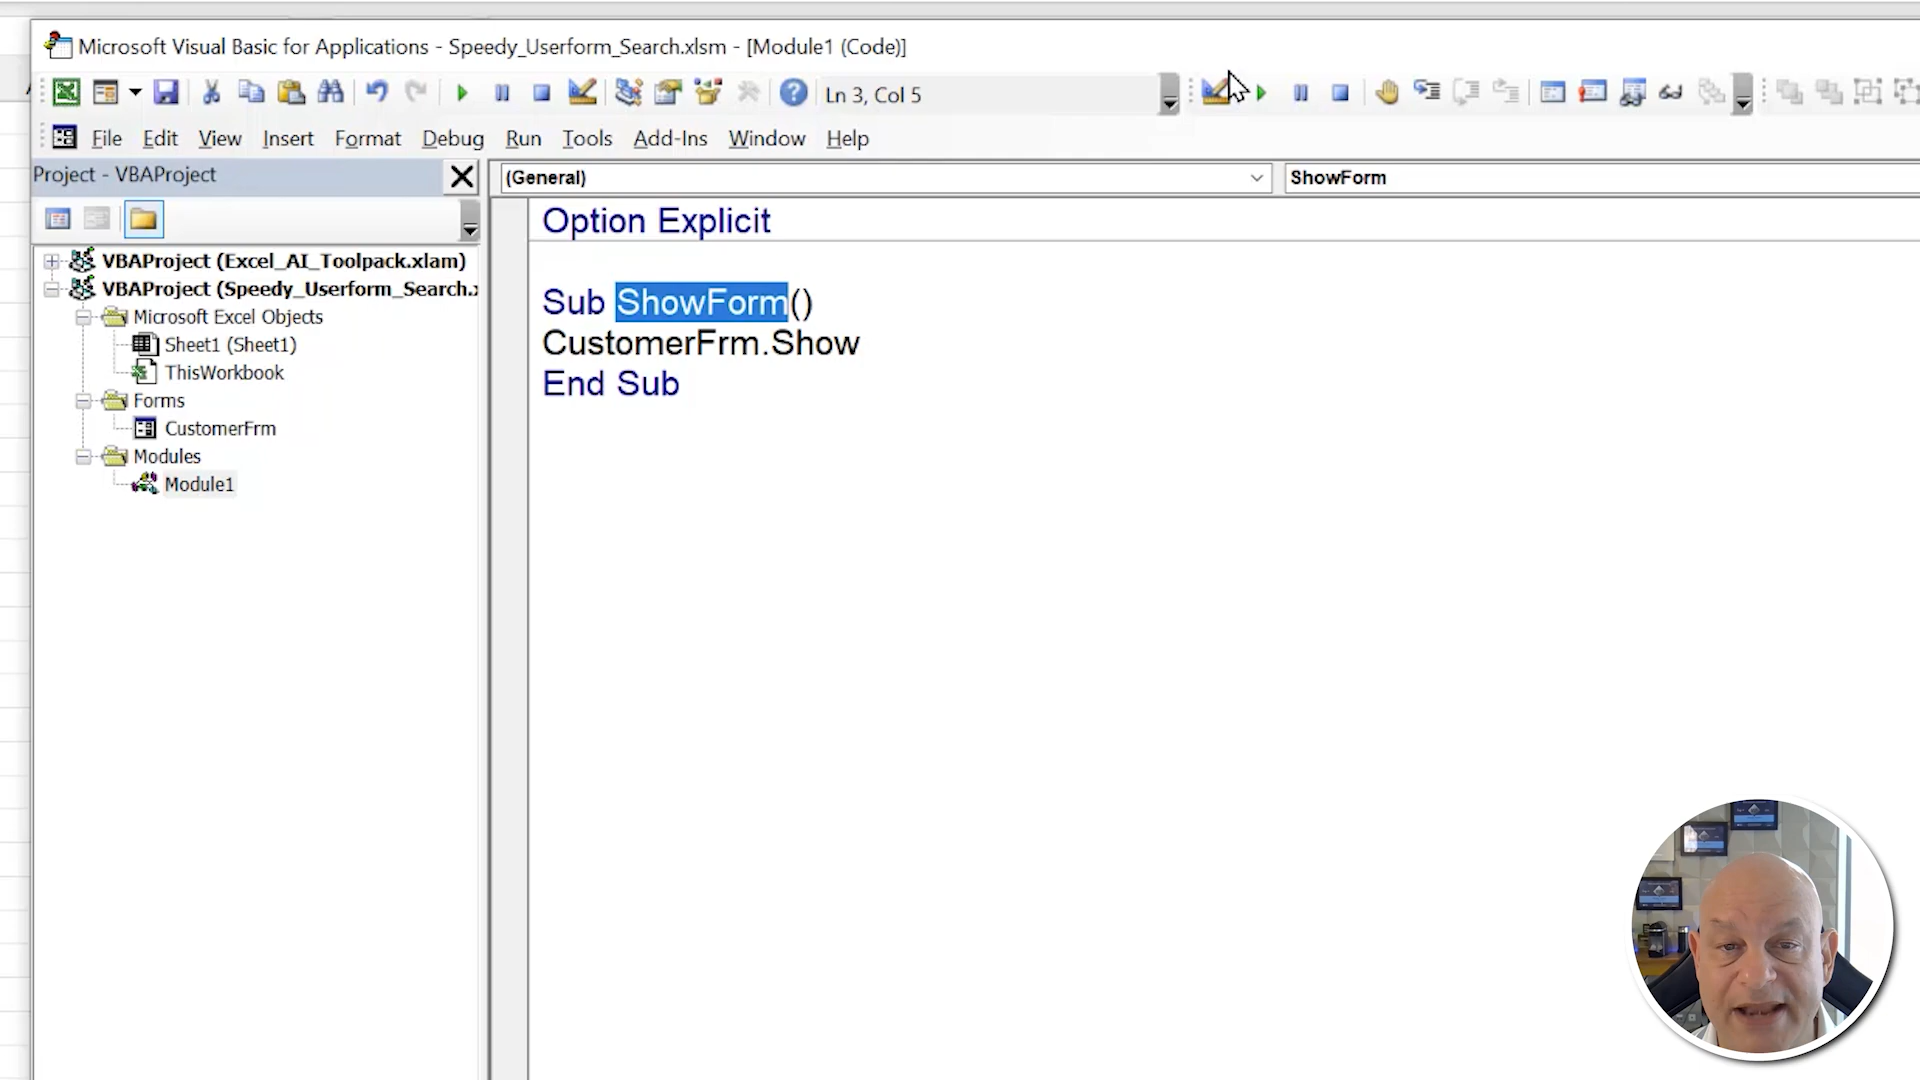 Microsoft Visual Basic for Applications - Speedy_Userform_Search.xlsm - [Module1 (Code)]
Ln 3, Col 5
File Edit View Insert Format Debug Run Tools Add-Ins Window Help
Project - VBAProject
(General)
ShowForm
VBAProject (Excel_AI_Toolpack.xlam)
VBAProject (Speedy_Userform_Search.x
Microsoft Excel Objects
Sheet1 (Sheet1)
ThisWorkbook
Forms
CustomerFrm
Modules
Module1
Option Explicit
Sub ShowForm()
CustomerFrm.Show
End Sub